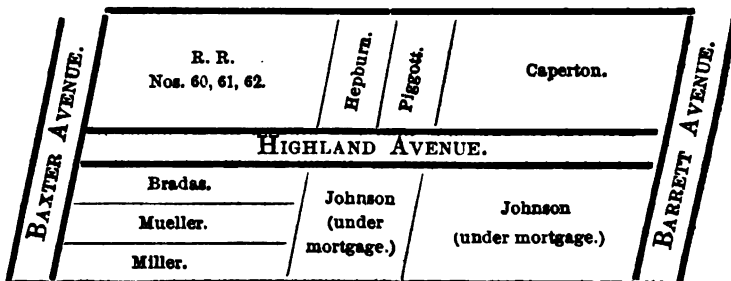 BAXTER AVENUE.
R. R.
Nos. 60, 61, 62.
Hepburn.
Piggott.
Caperton.
BARRETT AVENUE.
HIGHLAND AVENUE.
Bradas.
Mueller.
Miller.
Johnson
(under
mortgage.)
Johnson
(under mortgage.)